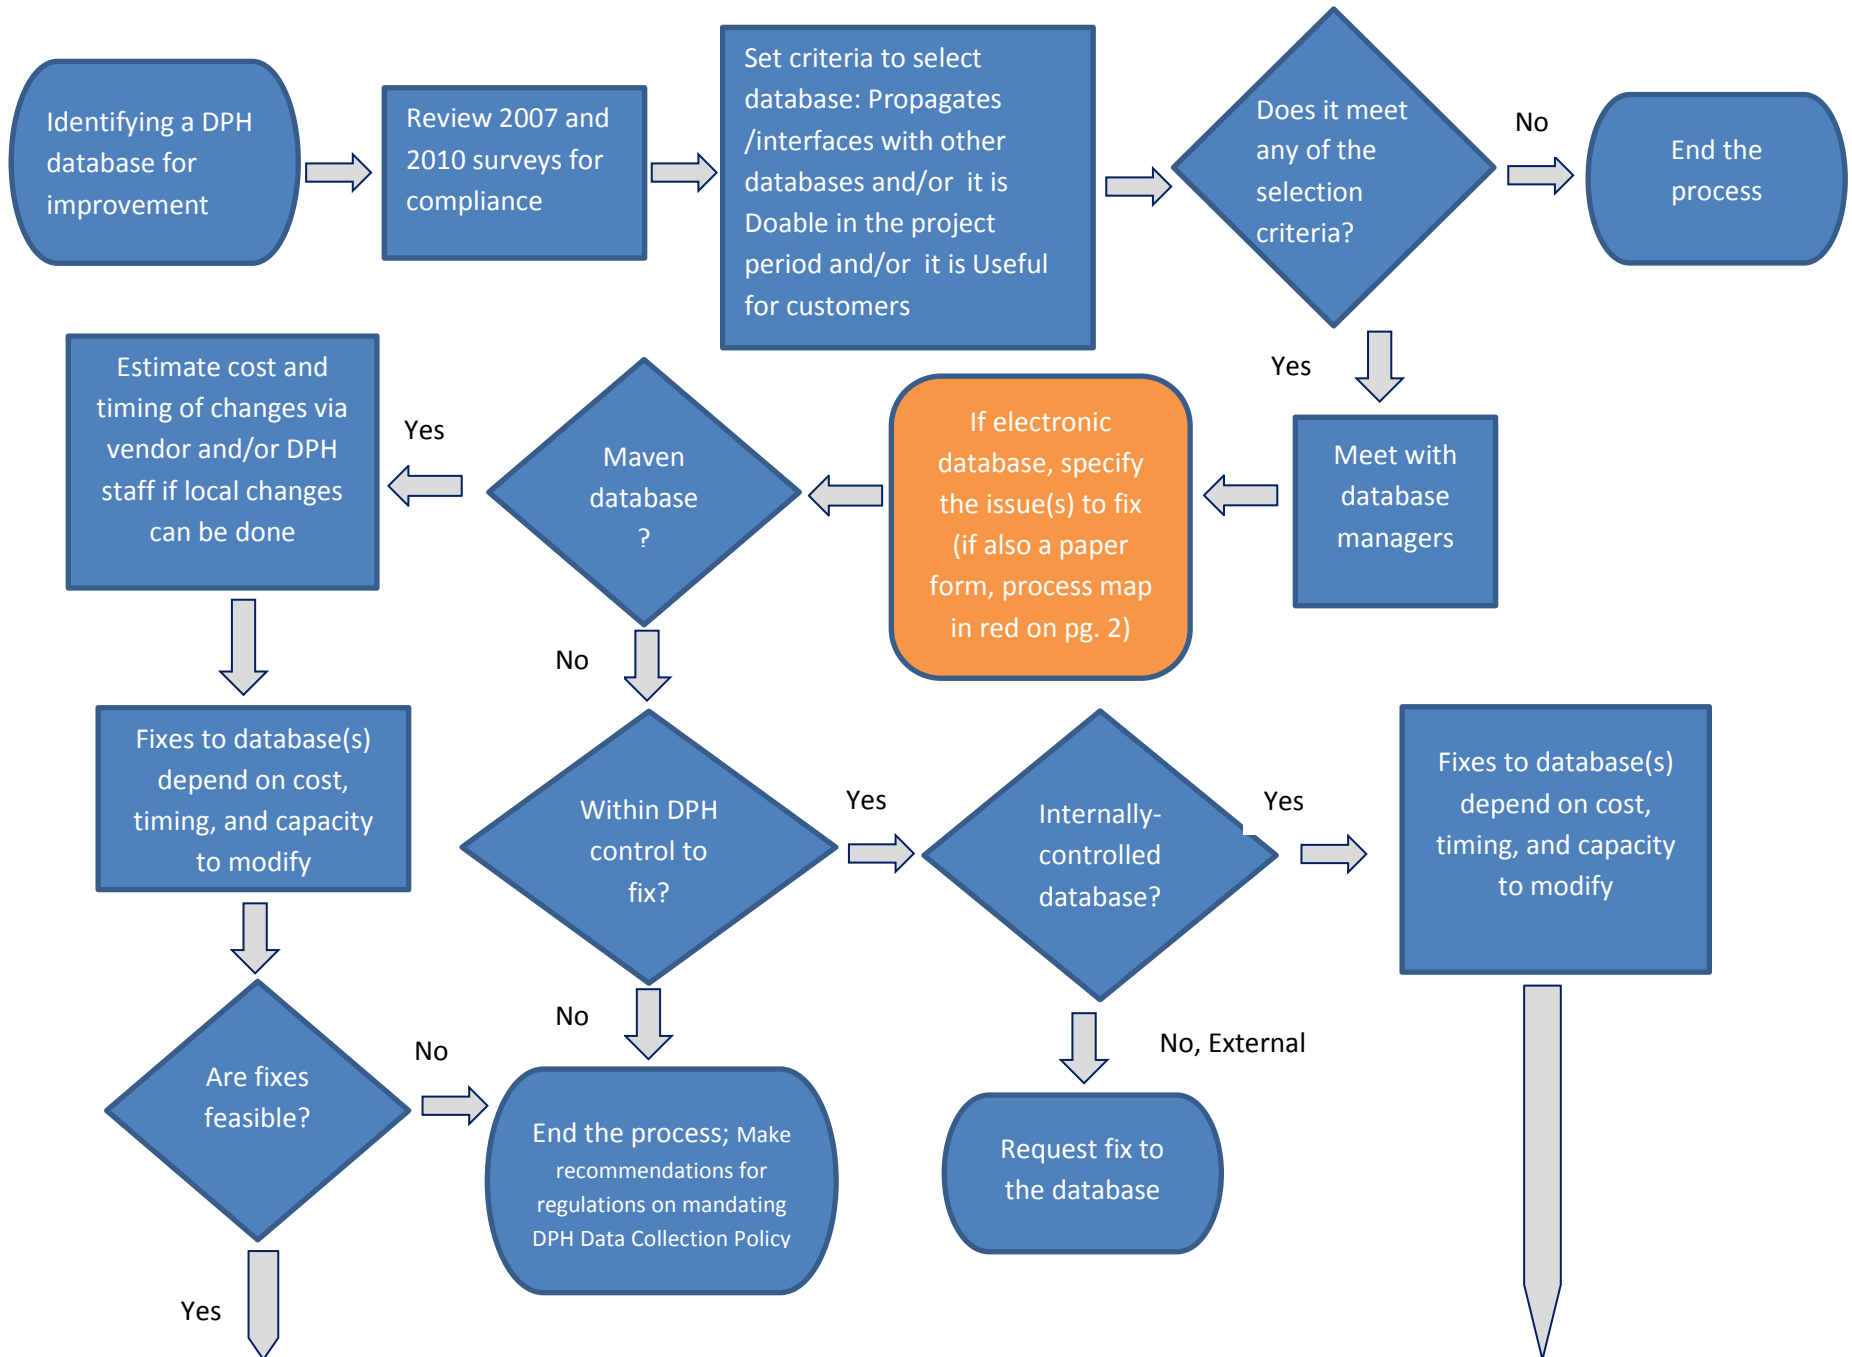 Identifying a DPH
database for
improvement
Review 2007 and
2010 surveys for
compliance
Set criteria to select
database: Propagates
/interfaces with other
databases and/or  it is
Doable in the project
period and/or  it is Useful
for customers
Does it meet
any of the
selection
criteria?
No
End the
process
Yes
Meet with
database
managers
If electronic
database, specify
the issue(s) to fix
(if also a paper
form, process map
in red on pg. 2)
Maven
database
?
Yes
Estimate cost and
timing of changes via
vendor and/or DPH
staff if local changes
can be done
No
Fixes to database(s)
depend on cost,
timing, and capacity
to modify
Within DPH
control to
fix?
Yes
Internally-
controlled
database?
Yes
Fixes to database(s)
depend on cost,
timing, and capacity
to modify
No
No, External
Are fixes
feasible?
No
End the process; Make
recommendations for
regulations on mandating
DPH Data Collection Policy
Request fix to
the database
Yes